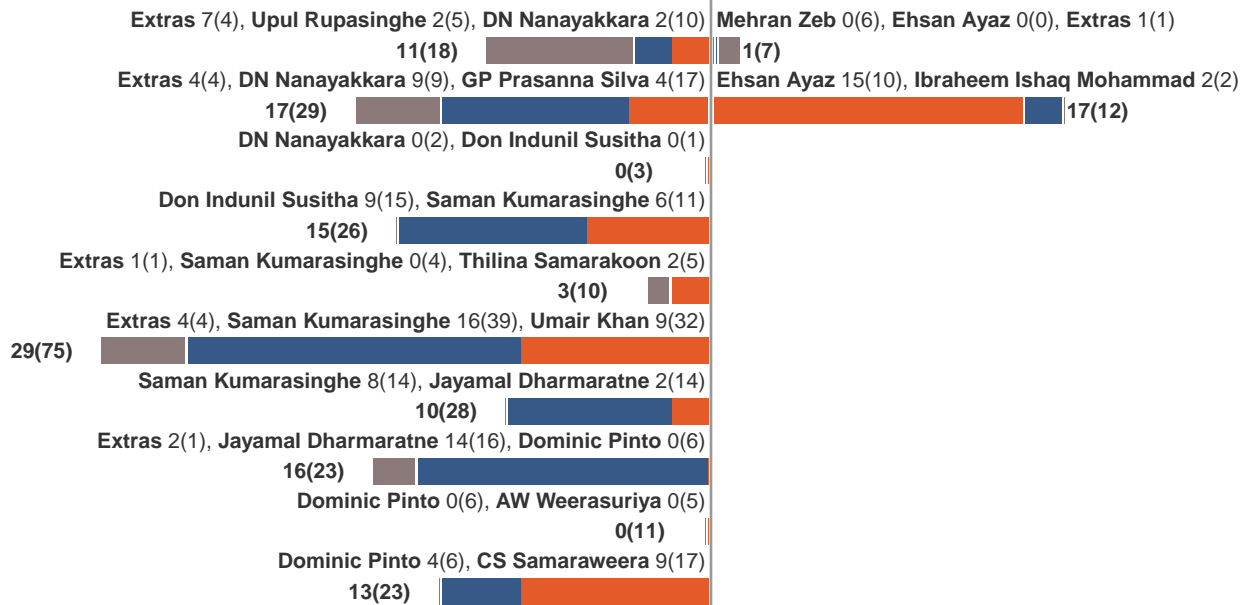 Extras 7(4), Upul Rupasinghe 2(5), DN Nanayakkara 2(10)
Mehran Zeb 0(6), Ehsan Ayaz 0(0), Extras 1(1)
11(18)
1(7)
Extras 4(4), DN Nanayakkara 9(9), GP Prasanna Silva 4(17)
Ehsan Ayaz 15(10), Ibraheem Ishaq Mohammad 2(2)
17(29)
17(12)
DN Nanayakkara 0(2), Don Indunil Susitha 0(1)
0(3)
Don Indunil Susitha 9(15), Saman Kumarasinghe 6(11)
15(26)
Extras 1(1), Saman Kumarasinghe 0(4), Thilina Samarakoon 2(5)
3(10)
Extras 4(4), Saman Kumarasinghe 16(39), Umair Khan 9(32)
29(75)
Saman Kumarasinghe 8(14), Jayamal Dharmaratne 2(14)
10(28)
Extras 2(1), Jayamal Dharmaratne 14(16), Dominic Pinto 0(6)
16(23)
Dominic Pinto 0(6), AW Weerasuriya 0(5)
0(11)
Dominic Pinto 4(6), CS Samaraweera 9(17)
13(23)